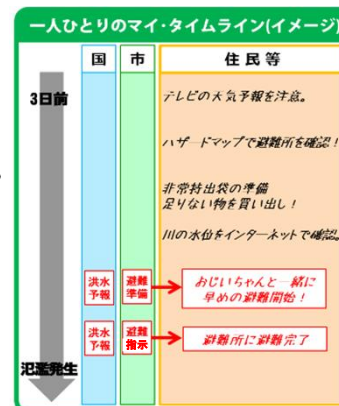 一人ひとりのマイ・タイムライン(イメージ)
国 市 住民等
3日前
テレビの天気予報を注意。
ハザードマップで避難所を確認!
非常持出袋の準備
足りない物を買い出し!
川の水位をインターネットで確認。
洪水
予報
避難
準備
おじいちゃんと一緒に
早めの避難開始!
洪水
予報
避難
指示
避難所に避難完了
氾濫発生